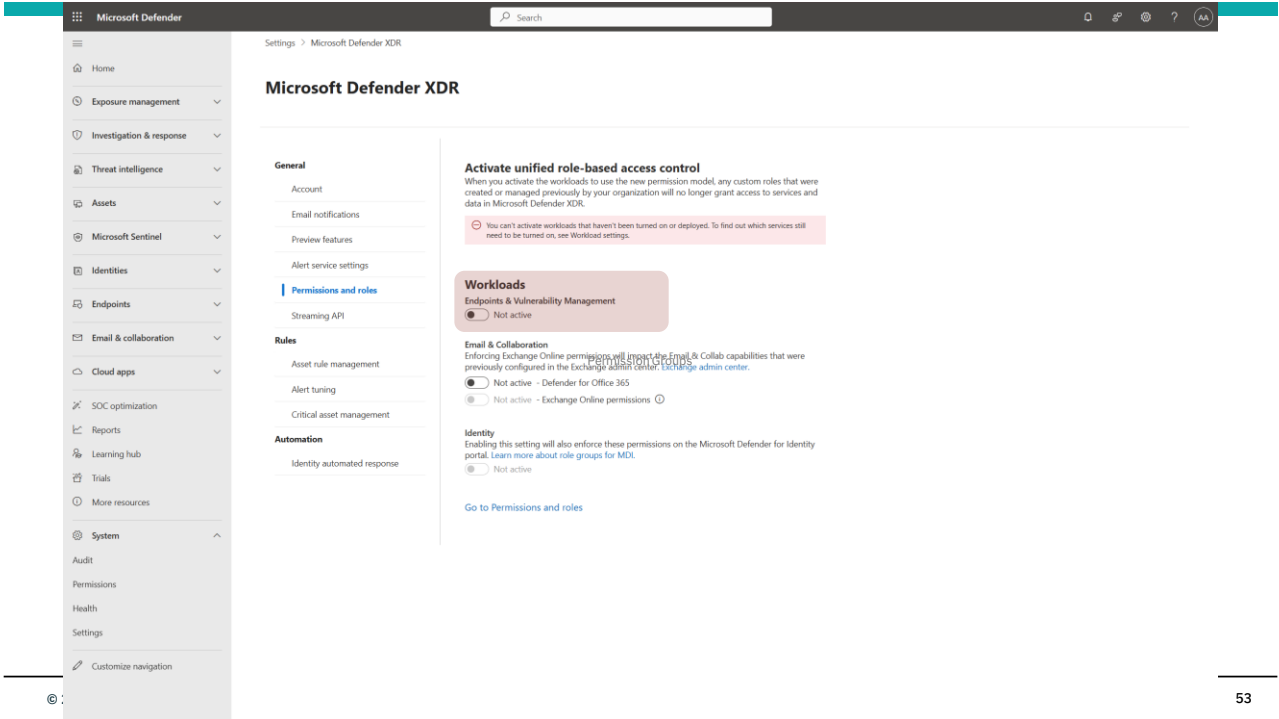 Microsoft Defender
Search
AA
Home
Exposure management
Investigation & response
Threat intelligence
Assets
Microsoft Sentinel
Identities
Endpoints
Email & collaboration
Cloud apps
SOC optimization
Reports
Learning hub
Trials
More resources
System
Audit
Permissions
Health
Settings
Customize navigation
Settings > Microsoft Defender XDR
Microsoft Defender XDR
General
Account
Email notifications
Preview features
Alert service settings
Permissions and roles
Streaming API
Rules
Asset rule management
Alert tuning
Critical asset management
Automation
Identity automated response
Activate unified role-based access control
When you activate the workloads to use the new permission model, any custom roles that were
created or managed previously by your organization will no longer grant access to services and
data in Microsoft Defender XDR.
You can't activate workloads that haven't been turned on or deployed. To find out which services still
need to be turned on, see Workload settings.
Workloads
Endpoints & Vulnerability Management
Not active
Email & Collaboration
Enforcing Exchange Online permissions will impact the Email & Collab capabilities that were
previously configured in the Exchange admin center. Exchange admin center.
Permission Groups
Not active - Defender for Office 365
Not active - Exchange Online permissions
Identity
Enabling this setting will also enforce these permissions on the Microsoft Defender for Identity
portal. Learn more about role groups for MDI.
Not active
Go to Permissions and roles
©
53